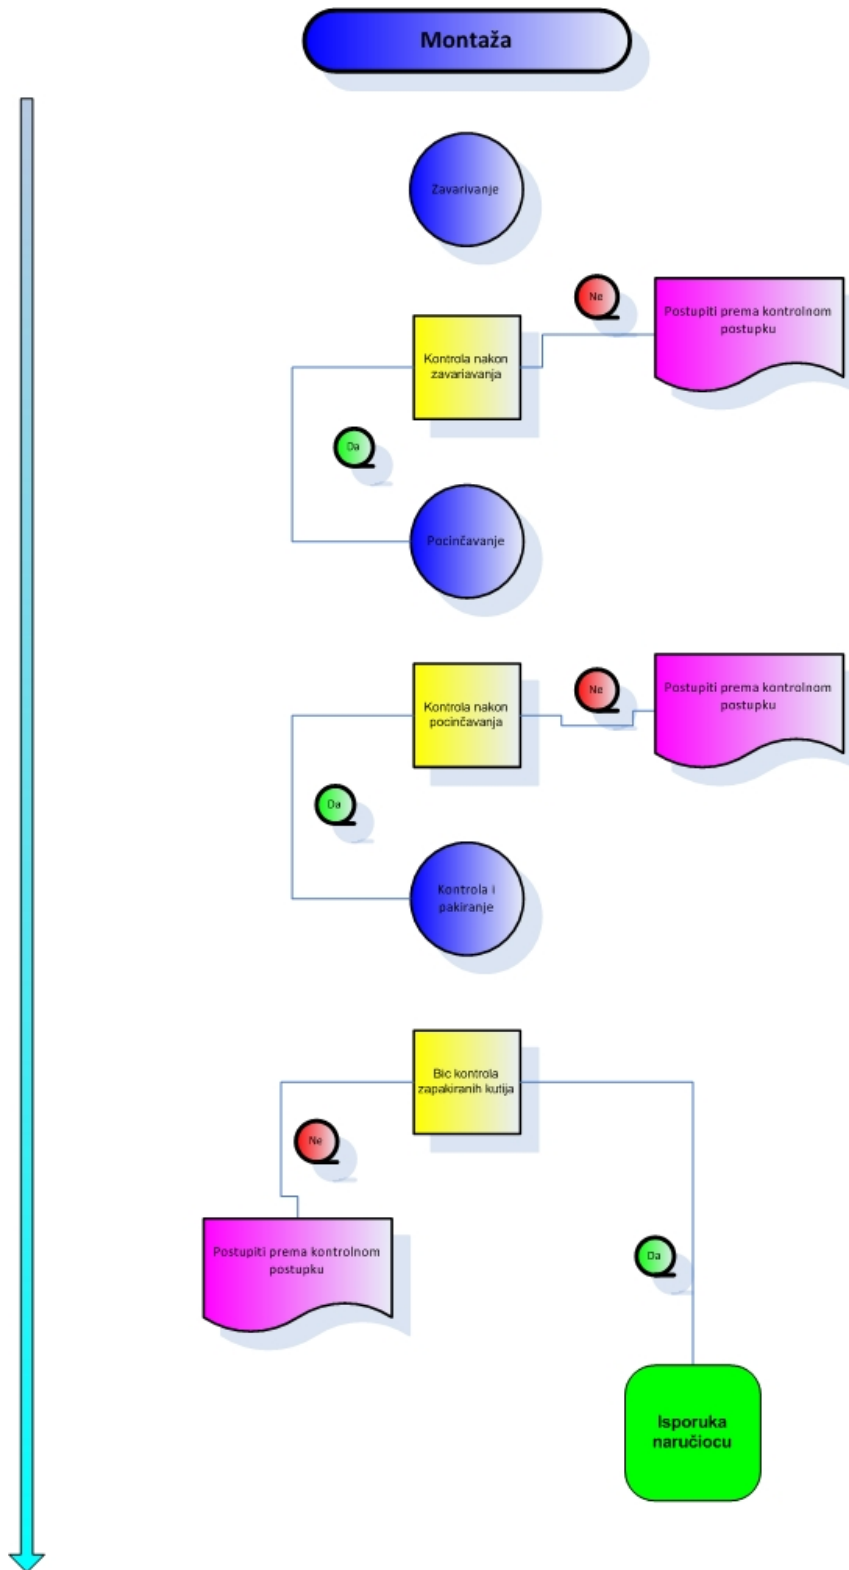 Montaža
Zavarivanje
Ne
Postupiti prema kontrolnom
postupku
Kontrola nakon
zavariavanja
Da
Pocinčavanje
Ne
Postupiti prema kontrolnom
postupku
Kontrola nakon
pocinčavanja
Da
Kontrola i
pakiranje
Bic kontrola
zapakiranih kutija
Ne
Postupiti prema kontrolnom
postupku
Da
Isporuka
naručiocu